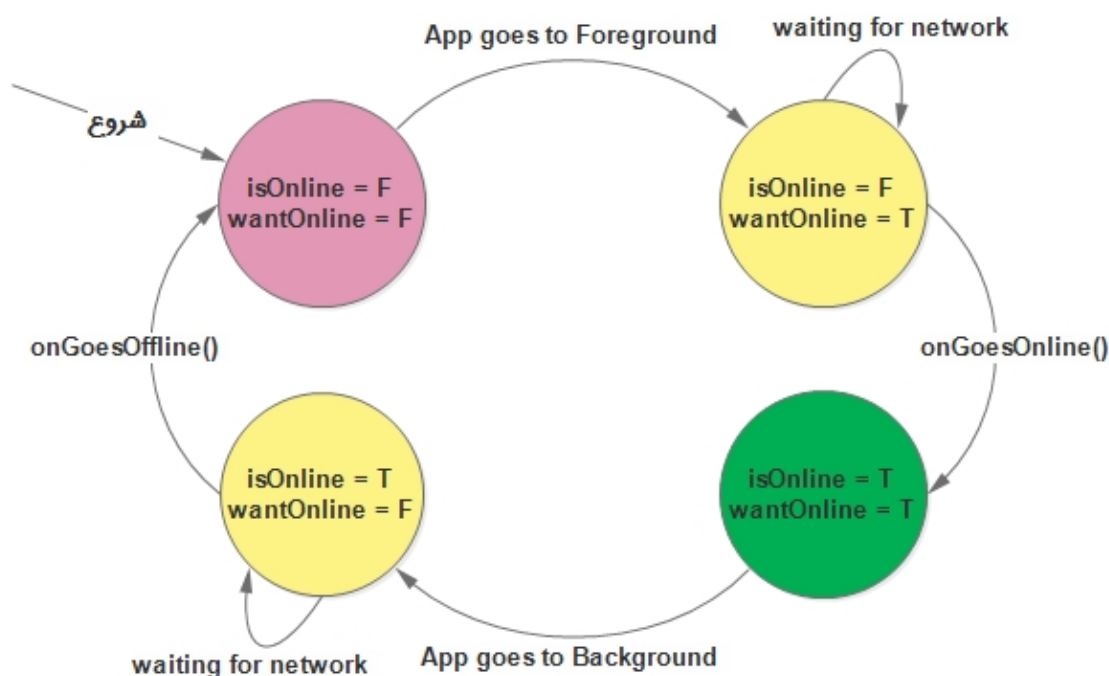 App goes to Foreground
waiting for network
شروع
isOnline = F
wantOnline = F
isOnline = F
wantOnline = T
onGoesOffline()
onGoesOnline()
isOnline = T
wantOnline = F
isOnline = T
wantOnline = T
waiting for network
App goes to Background